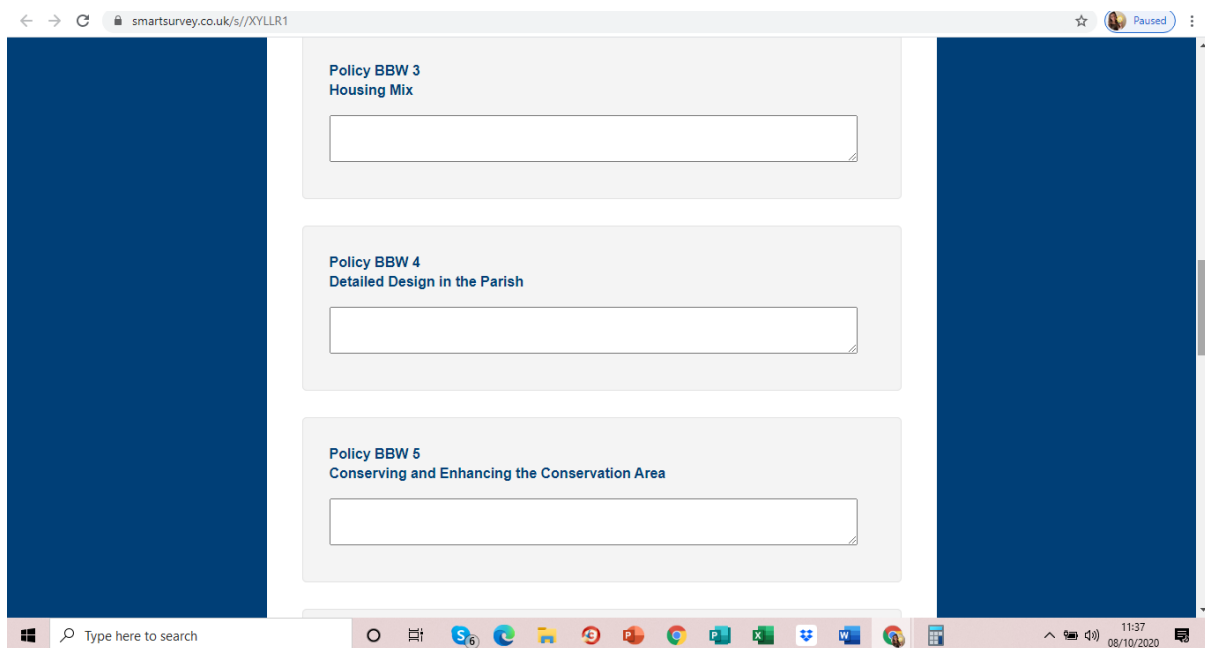 smartsurvey.co.uk/s//XYLLR1
Paused
Policy BBW 3
Housing Mix
Policy BBW 4
Detailed Design in the Parish
Policy BBW 5
Conserving and Enhancing the Conservation Area
Type here to search
S 6
P
P
X
W
11:37
08/10/2020